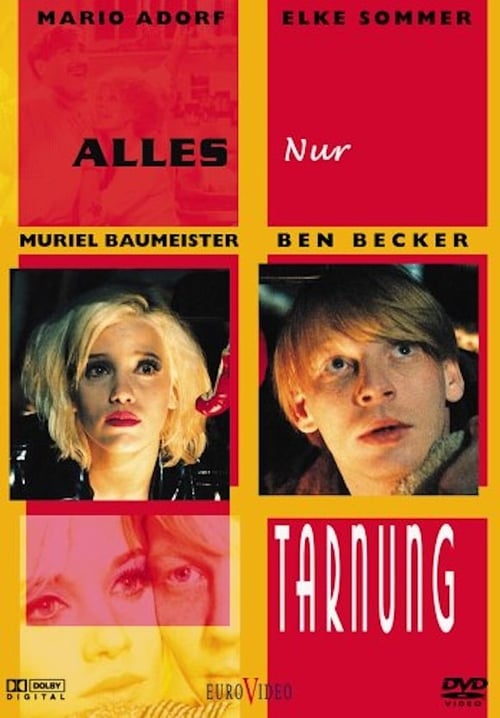 MARIO ADORF
ELKE SOMMER
ALLES
Nur
MURIEL BAUMEISTER
BEN BECKER
TARNUNG
DOLBY
DIGITAL
EUROVIDEO
DVD
VIDEO